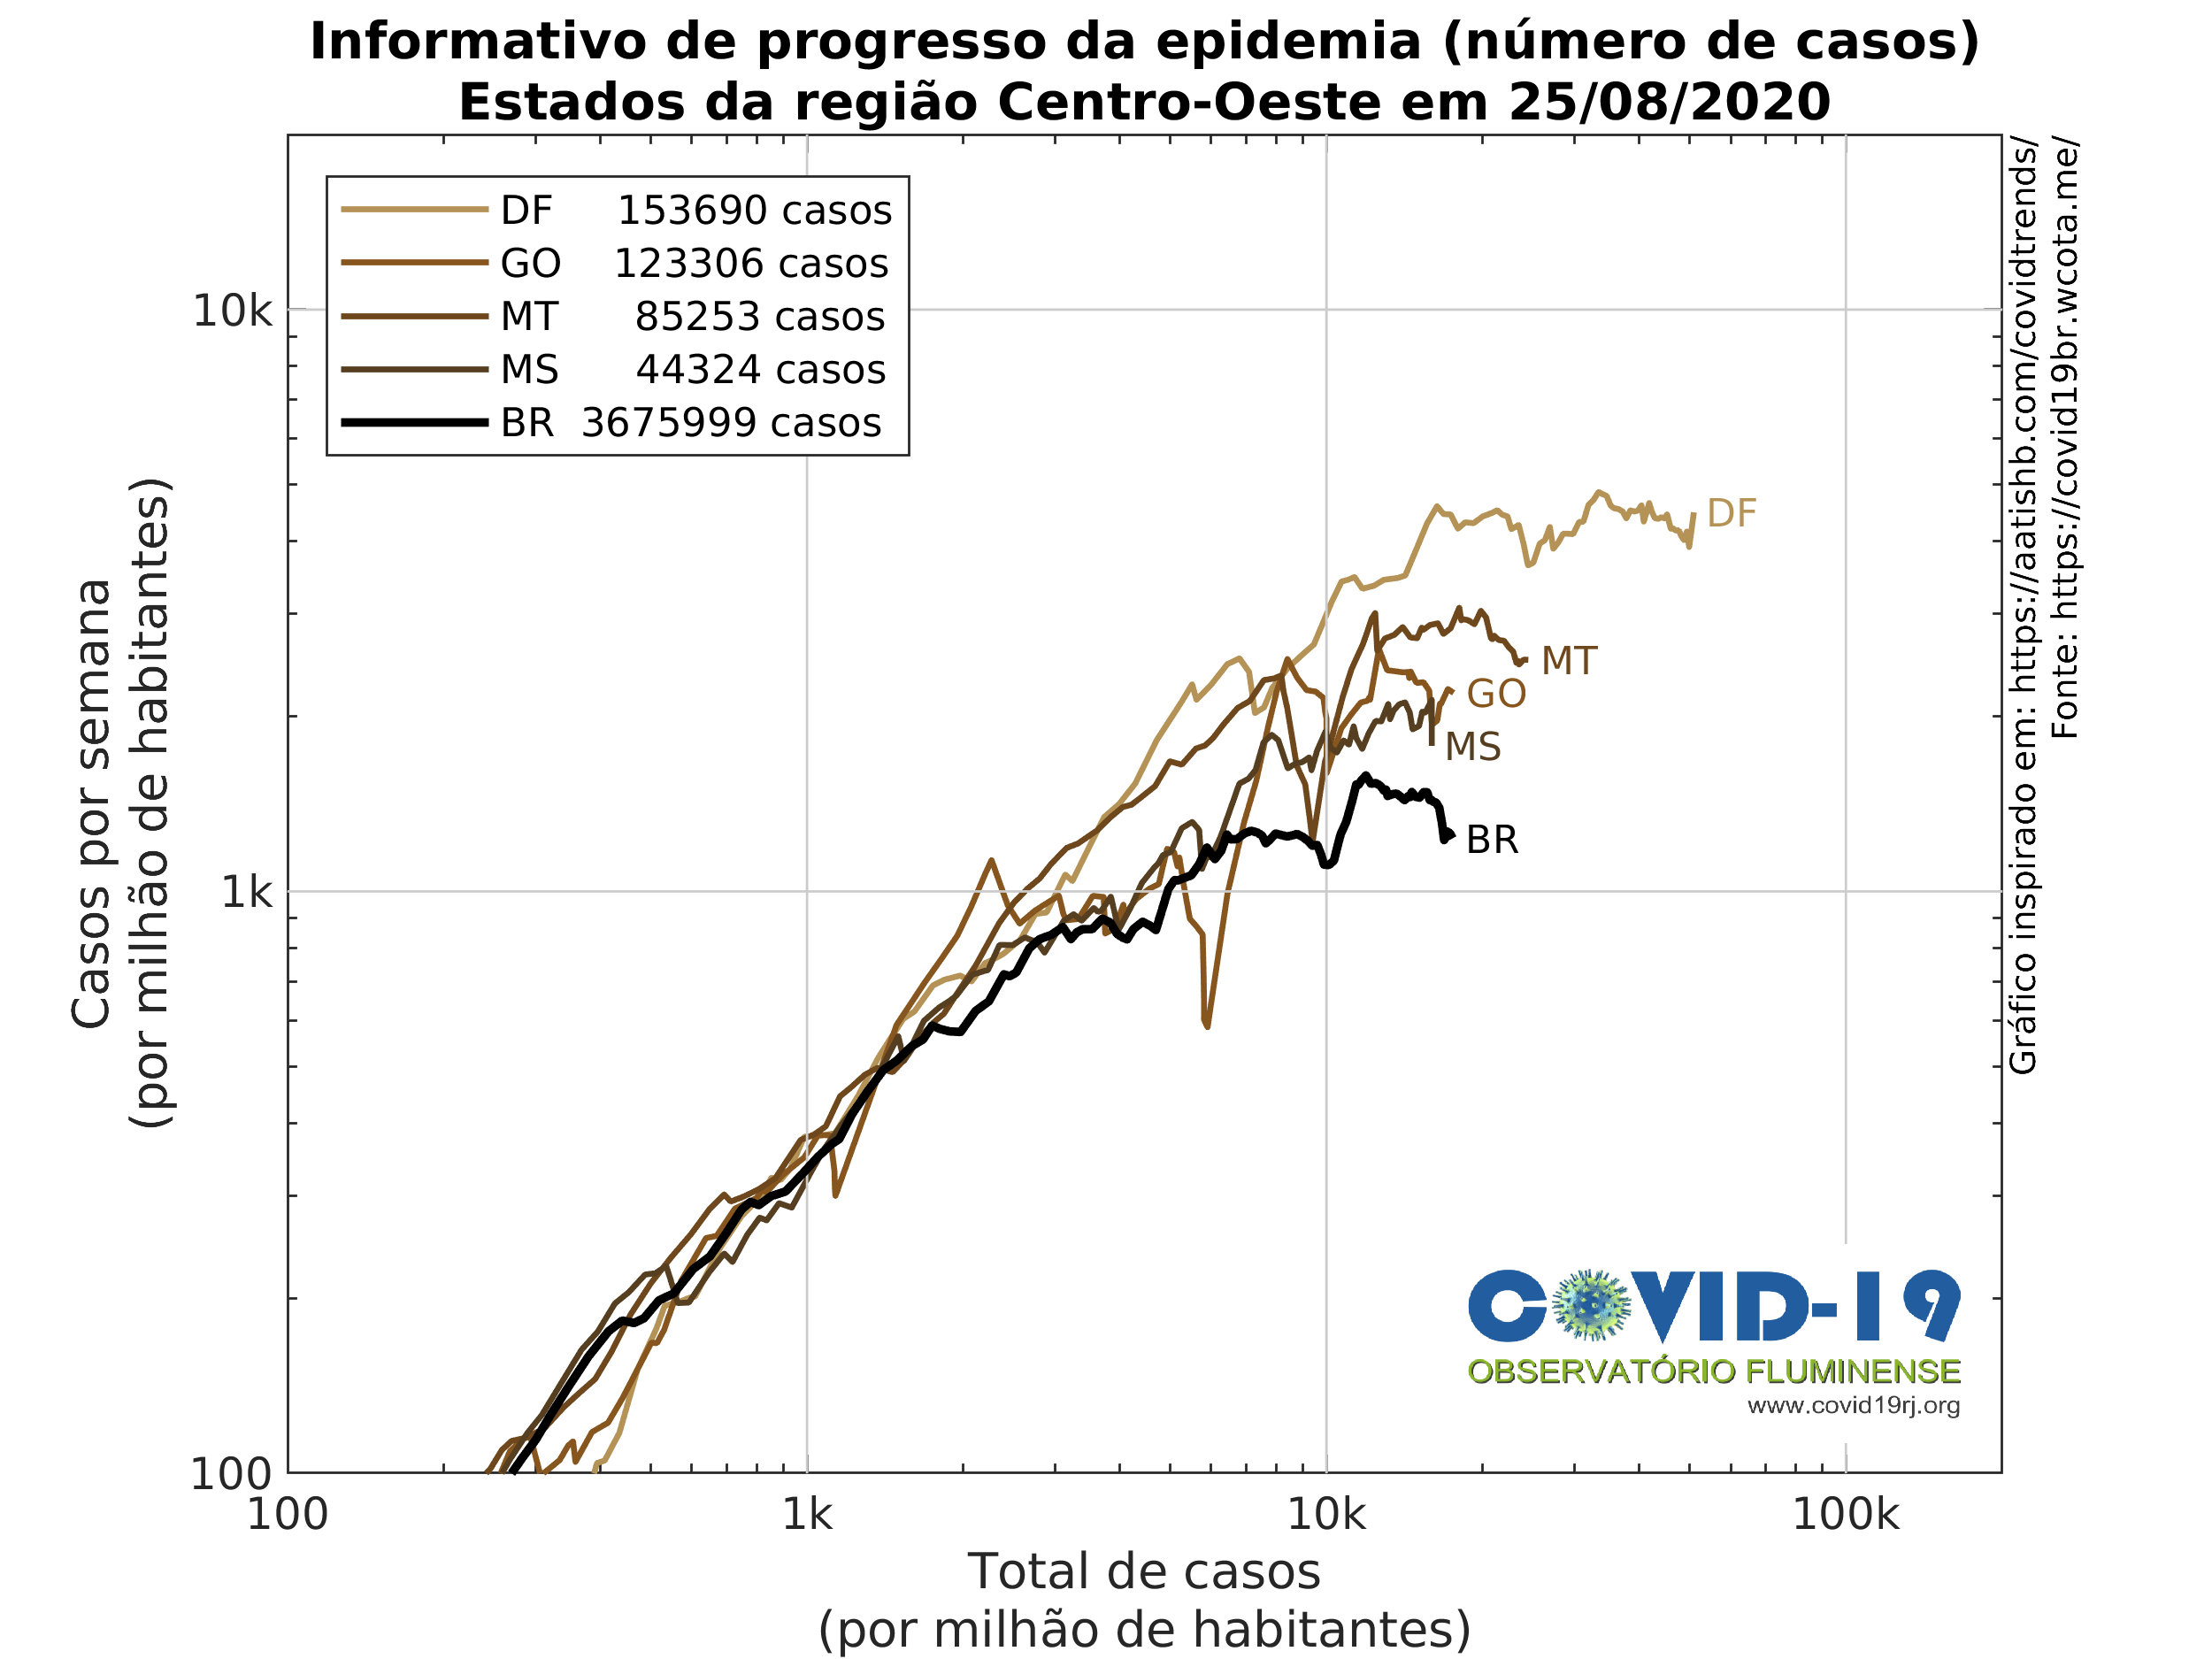 Informativo de progresso da epidemia (número de casos)
Estados da região Centro-Oeste em 25/08/2020
DF 153690 casos
GO 123306 casos
MT 85253 casos
MS 44324 casos
BR 3675999 casos
10k
1k
100
Casos por semana
(por milhão de habitantes)
DF
MT
GO
MS
BR
Gráfico inspirado em: https://aatishb.com/covidtrends/
Fonte: https://covid19br.wcota.me/
COVID-19
OBSERVATÓRIO FLUMINENSE
www.covid19rj.org
100
1k
10k
100k
Total de casos
(por milhão de habitantes)